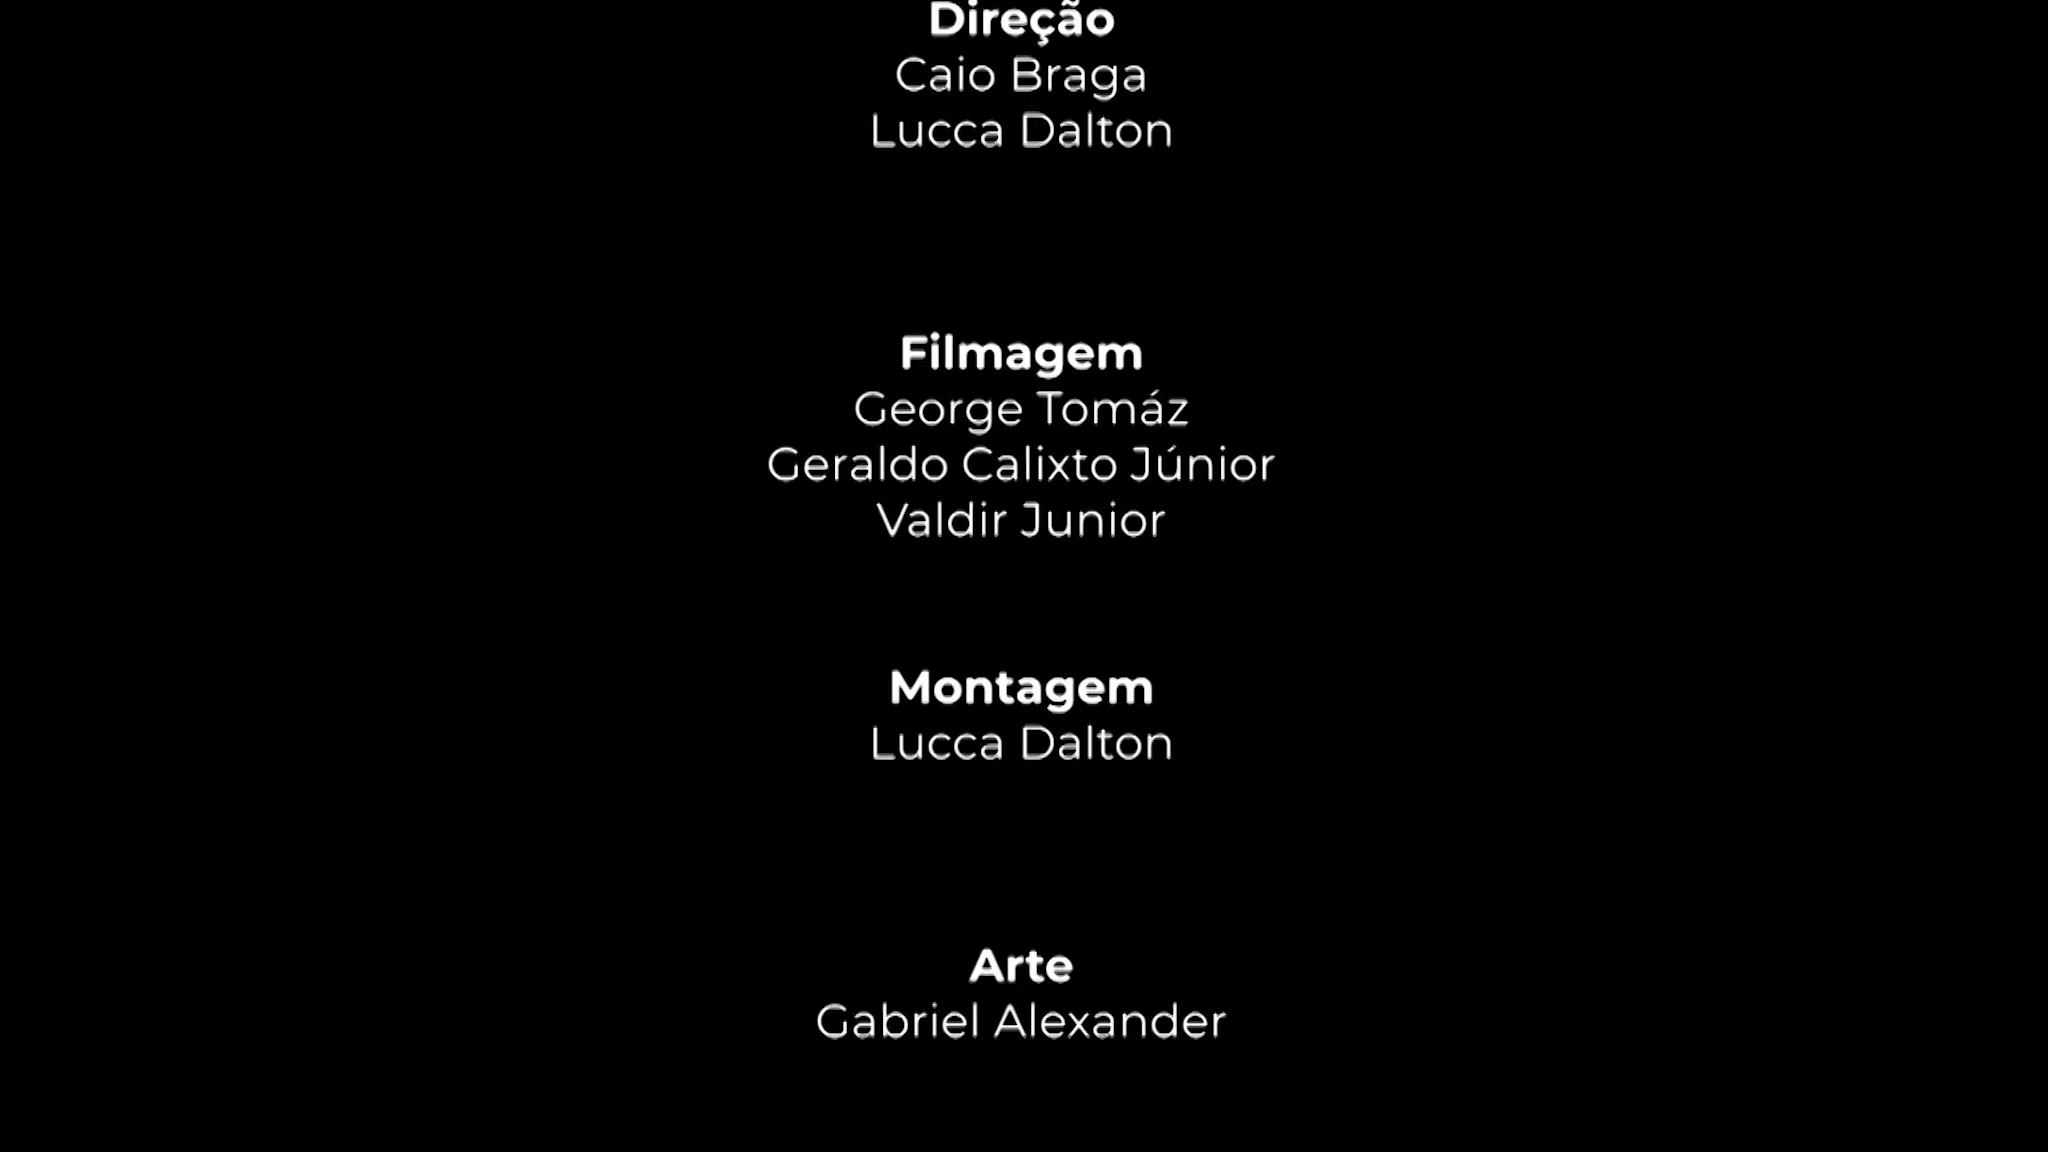 Direção
Caio Braga
Lucca Dalton
Filmagem
George Tomáz
Geraldo Calixto Júnior
Valdir Junior
Montagem
Lucca Dalton
Arte
Gabriel Alexander